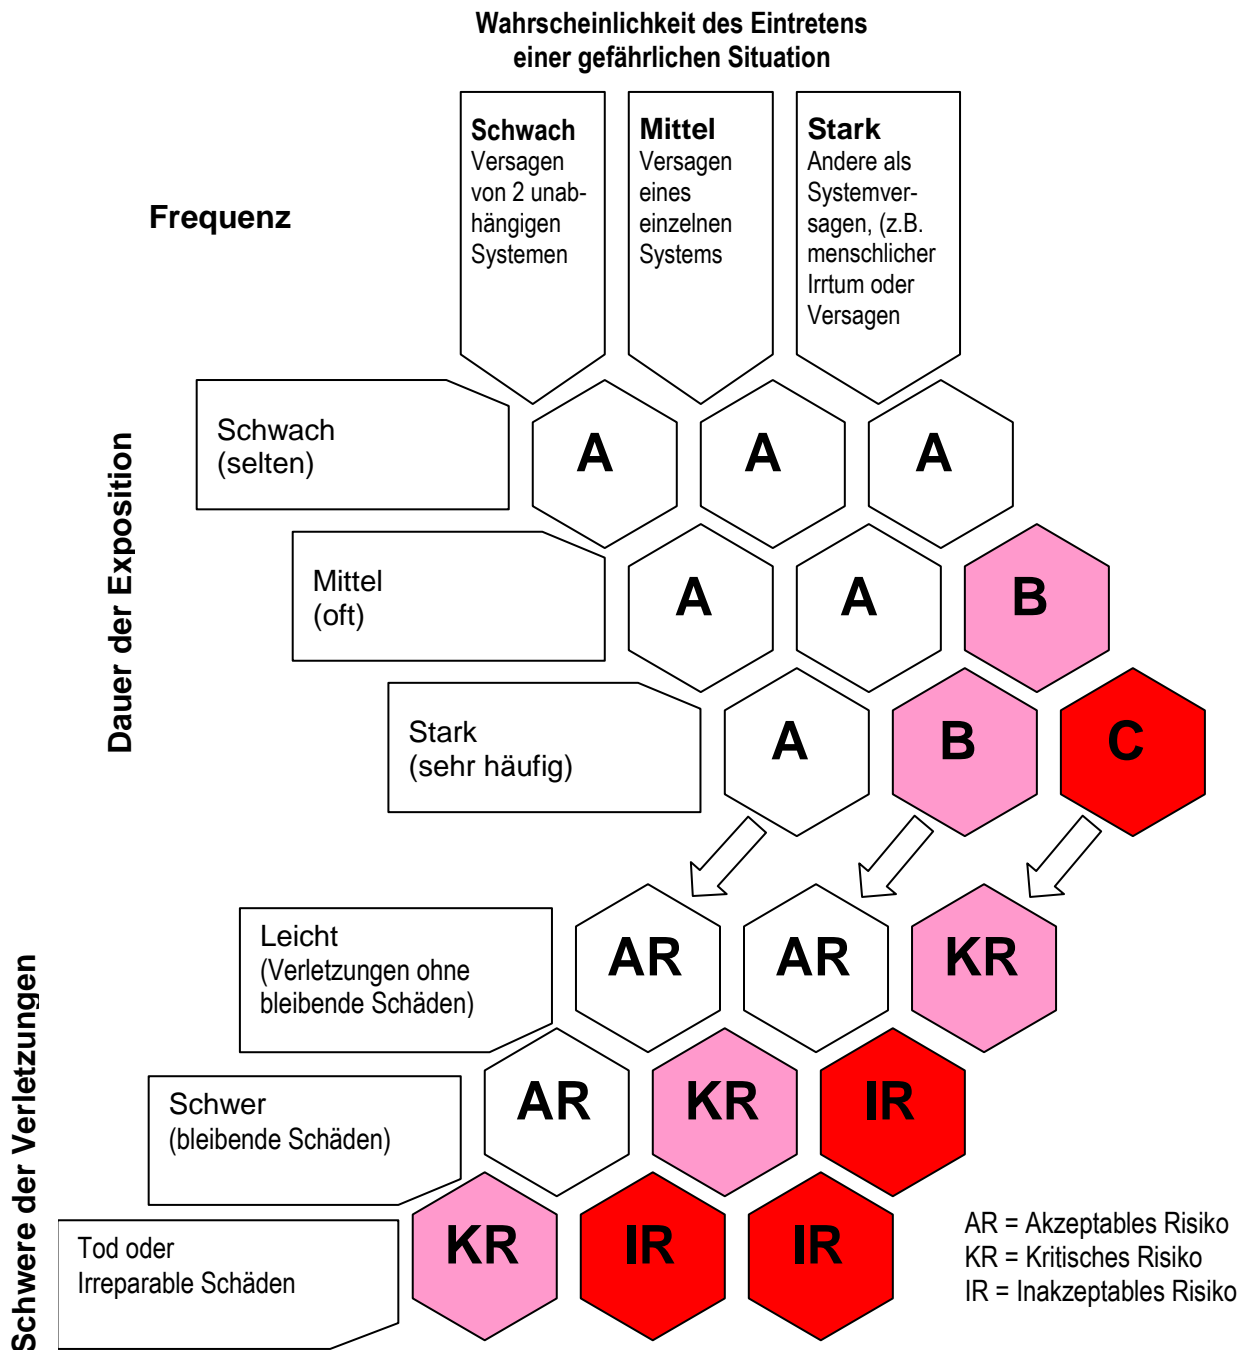 Wahrscheinlichkeit des Eintretens
einer gefährlichen Situation
Frequenz
Schwach
Versagen
von 2 unab-
hängigen
Systemen
Mittel
Versagen
eines
einzelnen
Systems
Stark
Andere als
Systemver-
sagen, (z.B.
menschlicher
Irrtum oder
Versagen
Dauer der Exposition
Schwach
(selten)
A A A
Mittel
(oft)
A A B
Stark
(sehr häufig)
A B C
Schwere der Verletzungen
Leicht
(Verletzungen ohne
bleibende Schäden)
AR AR KR
Schwer
(bleibende Schäden)
AR KR IR
Tod oder
Irreparable Schäden
KR IR IR
AR = Akzeptables Risiko
KR = Kritisches Risiko
IR = Inakzeptables Risiko